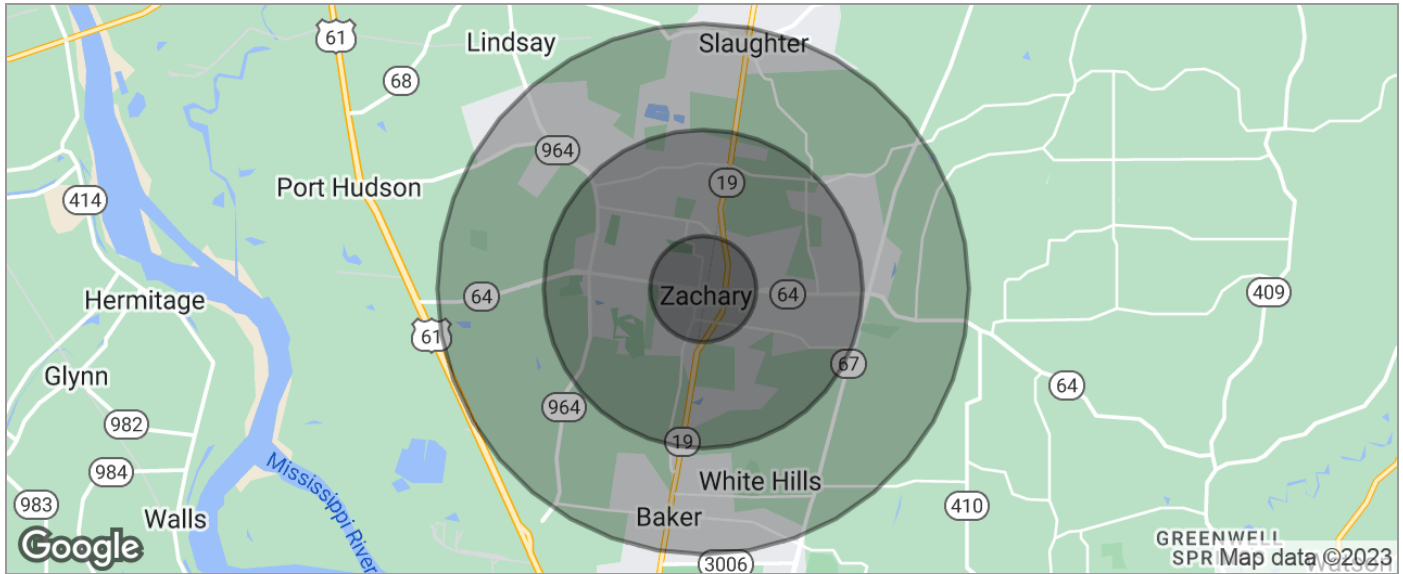 61
Lindsay
Slaughter
68
964
19
Port Hudson
414
Hermitage
64
Zachary
64
409
61
Glynn
67
64
982
964
19
984
Mississippi River
White Hills
983
Walls
Baker
410
GREENWELL
Google
3006
SPR
Map data ©2023
Watson